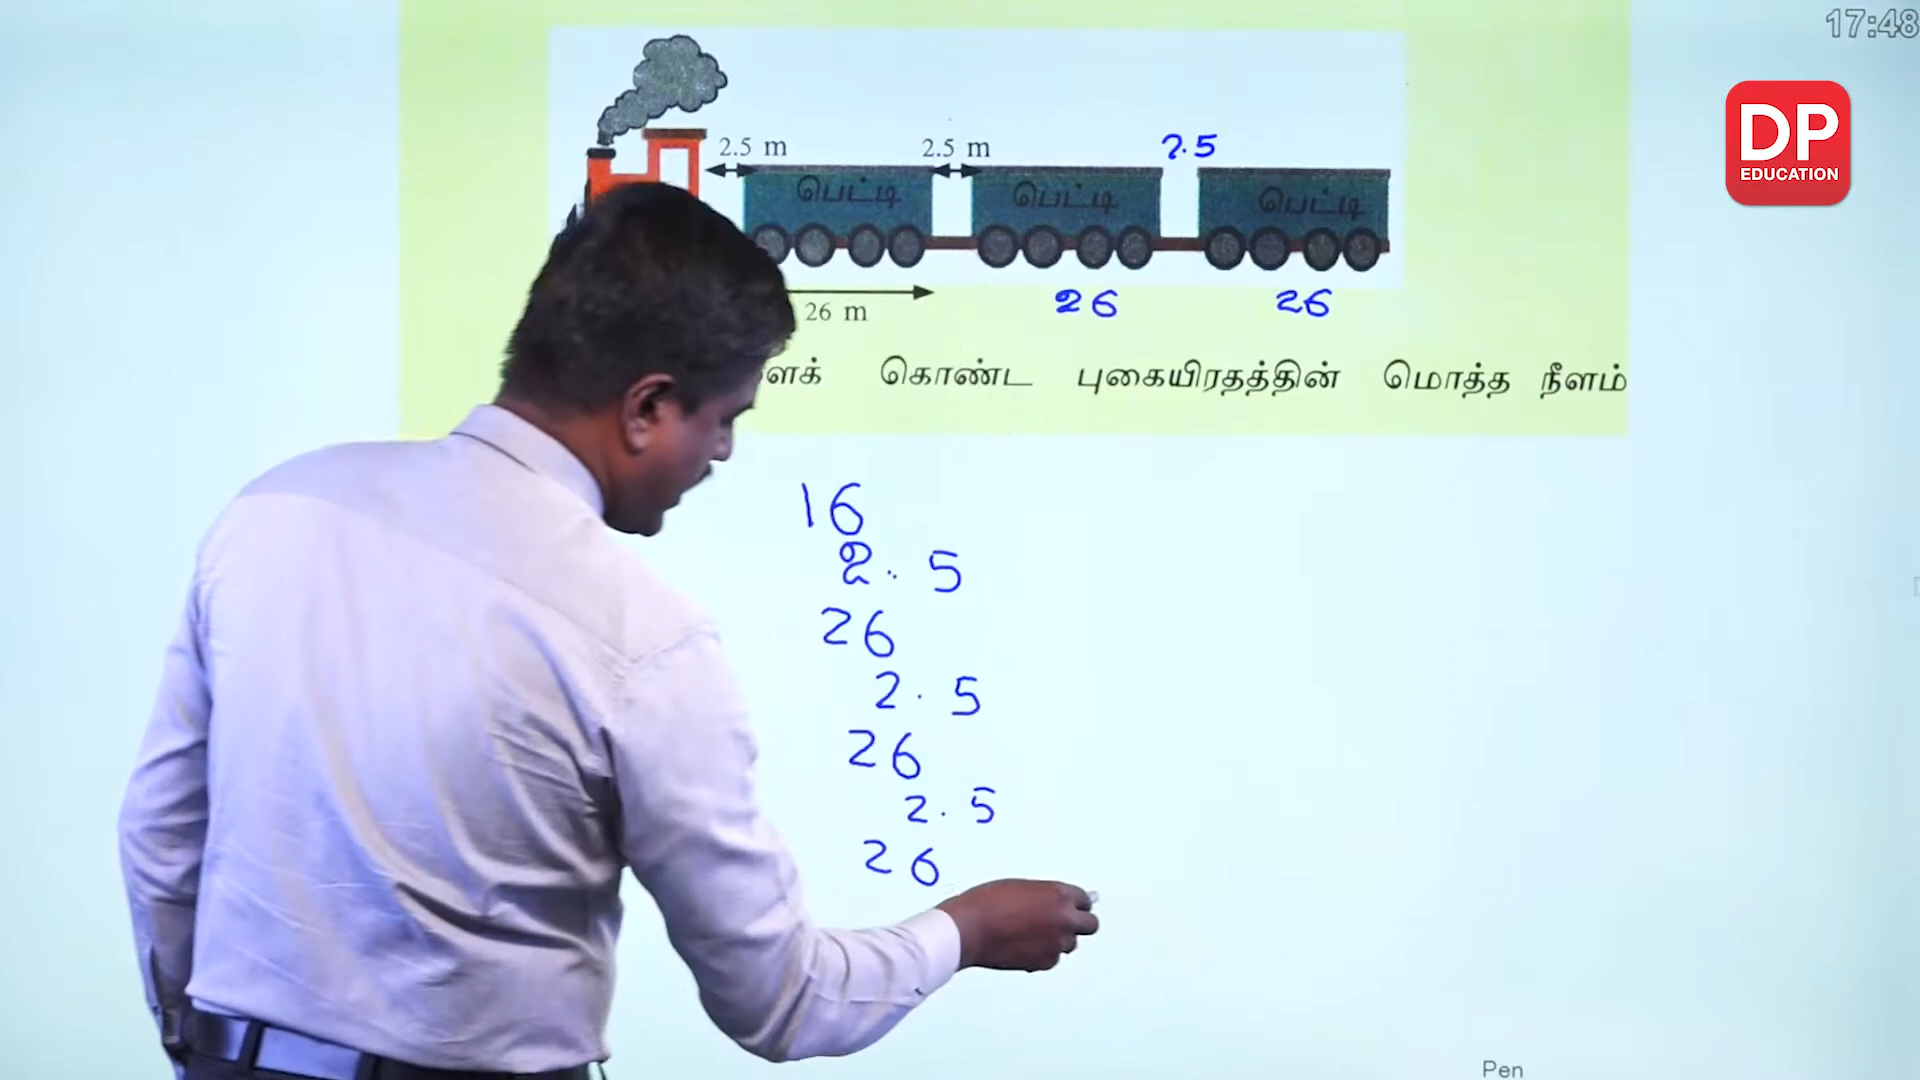 17:48
DP
EDUCATION
2.5 m 2.5 m 2.5
பெட்டி பெட்டி பெட்டி
26 m 26 26
கொண்ட புகையிரதத்தின் மொத்த நீளம்
16
2.5
26
2.5
26
2.5
26
Pen